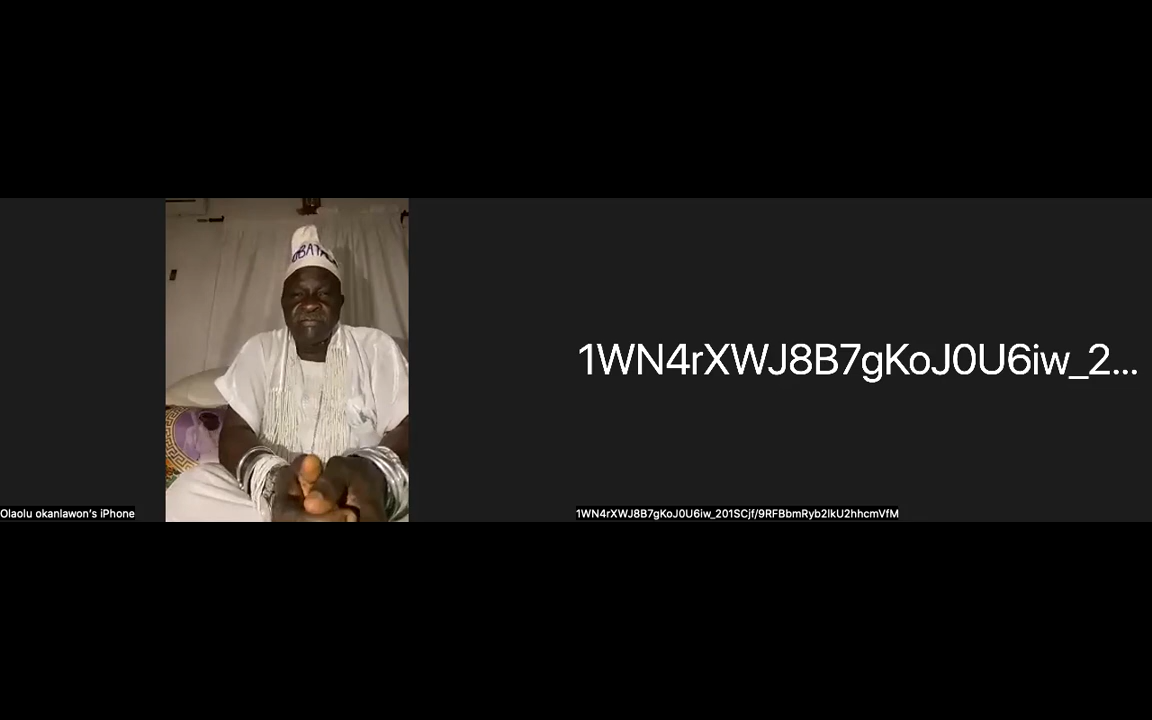 OBATALA
1WN4rXWJ8B7gKoJ0U6iw_2...
Olaolu okanlawon's iPhone
1WN4rXWJ8B7gKoJ0U6iw_201SCjf/9RFBbmRyb2lkU2hhcmVfM